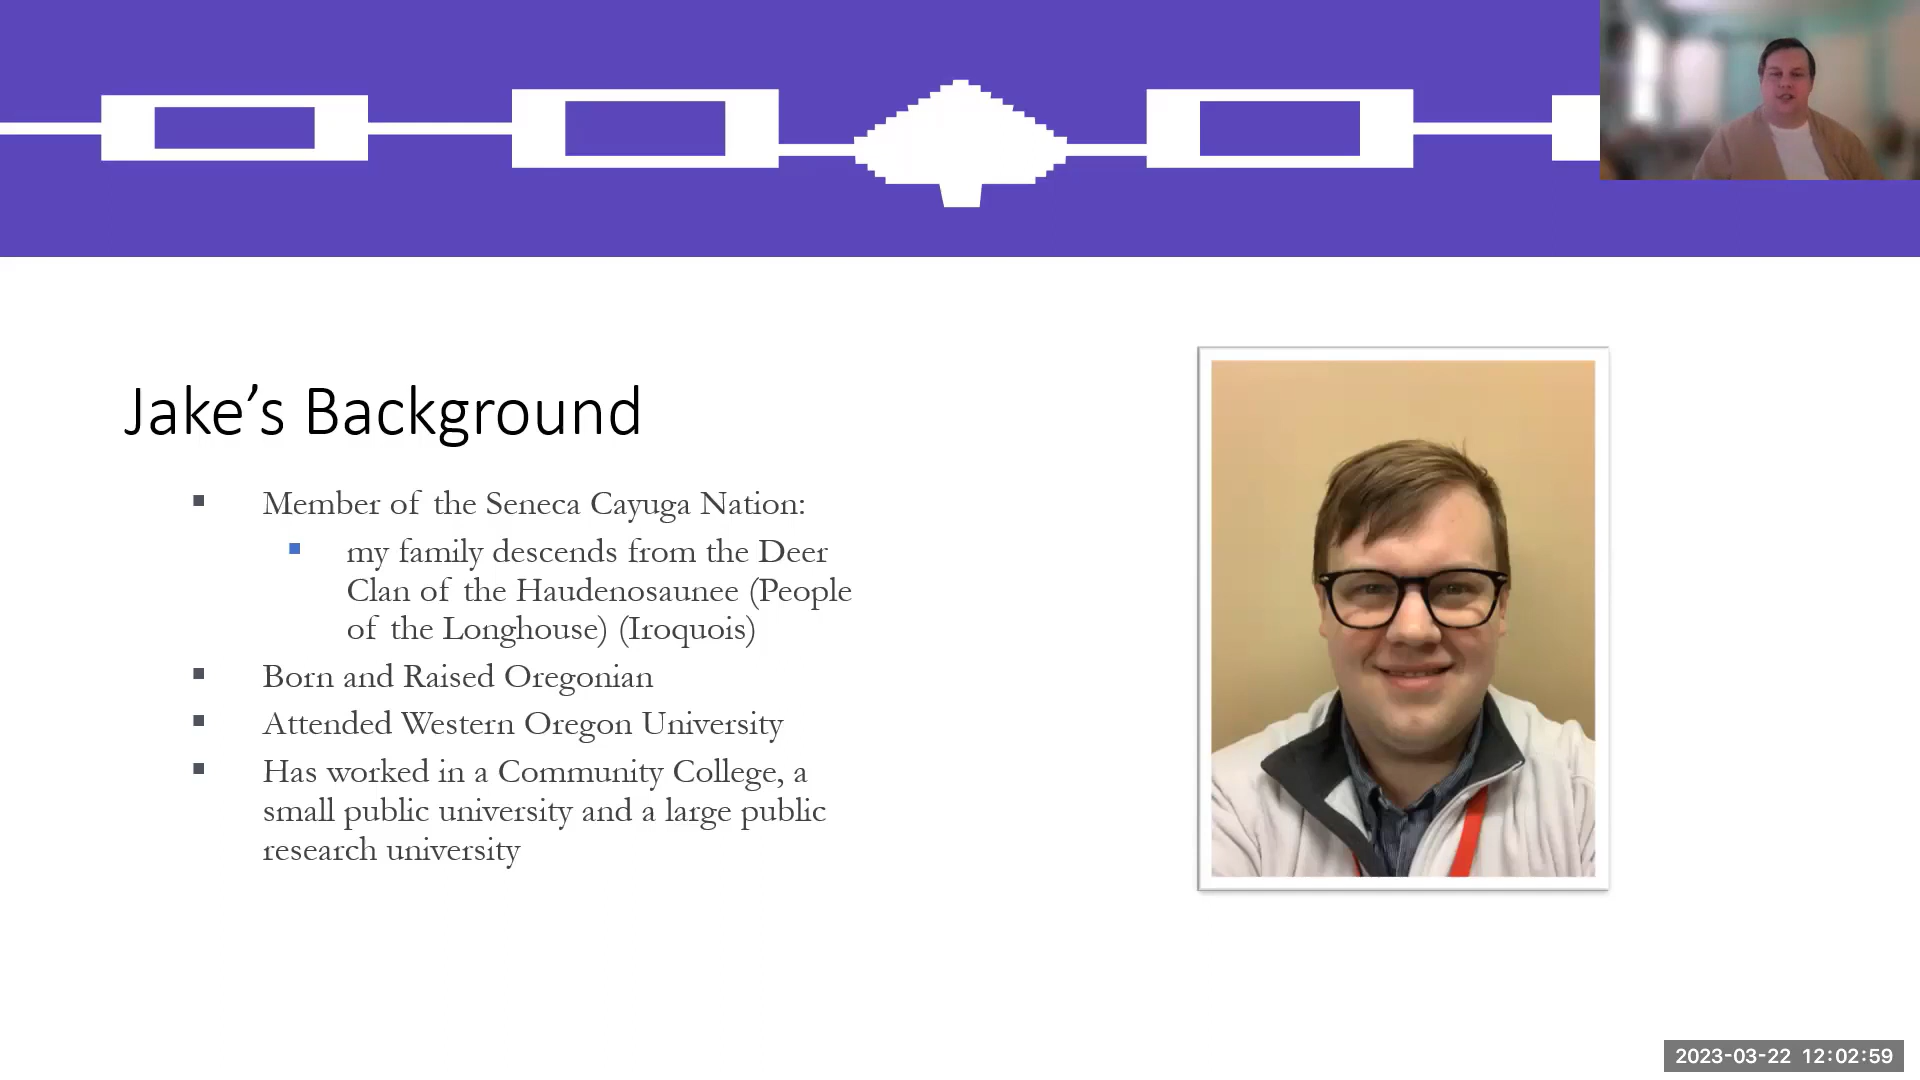 Jake’s Background
Member of the Seneca Cayuga Nation:
my family descends from the Deer
Clan of the Haudenosaunee (People
of the Longhouse) (Iroquois)
Born and Raised Oregonian
Attended Western Oregon University
Has worked in a Community College, a
small public university and a large public
research university
2023-03-22 12:02:59